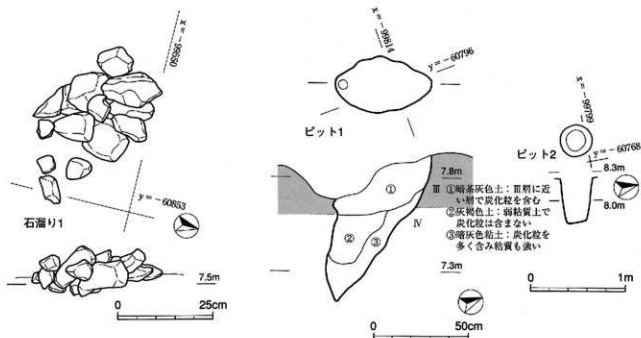 x=-99550
石溜り1
y=-60853
7.5m
0 25cm
x=-99814
y=-60796
ピット1
7.8m
III
①
②
③
IV
7.3m
①暗茶灰色土：III層に近
い層で炭化粒を含む
②灰褐色土：弱粘質土で
炭化粒は含まない
③暗灰色粘土：炭化粒を
多く含み粘質も強い
0 50cm
x=-99799
y=-60768
ピット2
8.3m
8.0m
0 1m